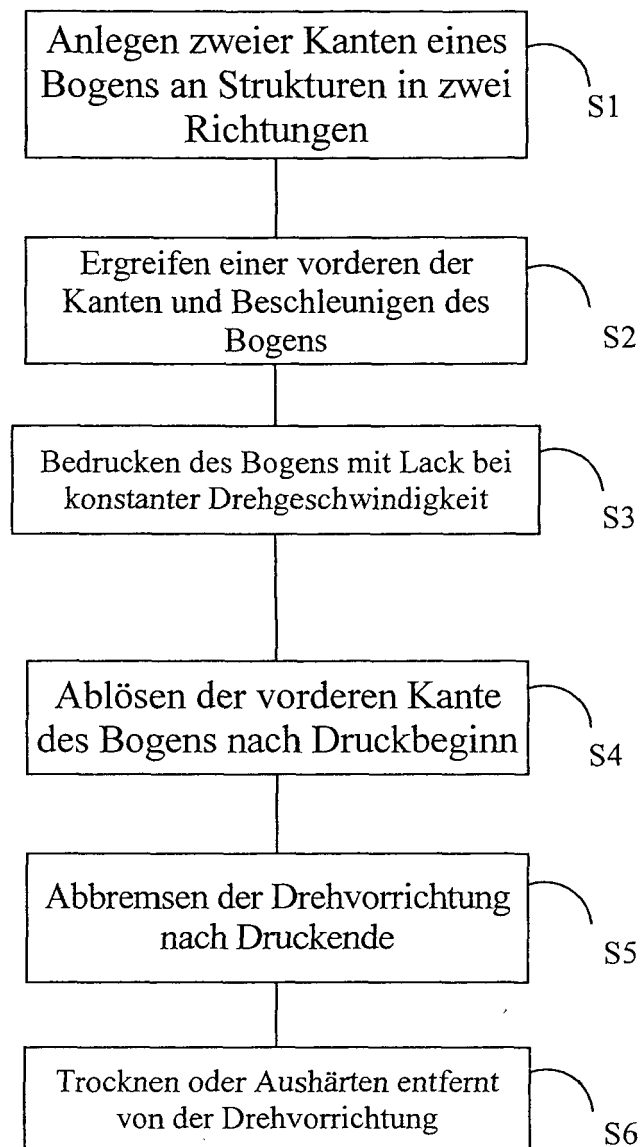 Anlegen zweier Kanten eines
Bogens an Strukturen in zwei
Richtungen
S1
Ergreifen einer vorderen der
Kanten und Beschleunigen des
Bogens
S2
Bedrucken des Bogens mit Lack bei
konstanter Drehgeschwindigkeit
S3
Ablösen der vorderen Kante
des Bogens nach Druckbeginn
S4
Abbremsen der Drehvorrichtung
nach Druckende
S5
Trocknen oder Aushärten entfernt
von der Drehvorrichtung
S6